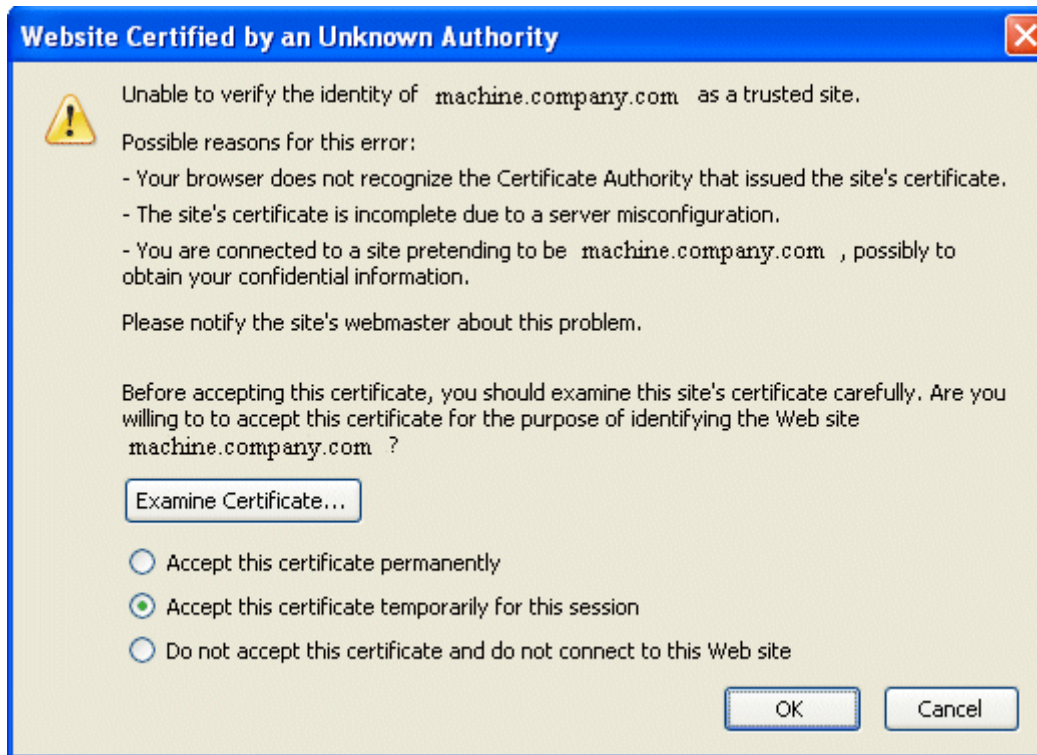 Website Certified by an Unknown Authority
Unable to verify the identity of machine.company.com as a trusted site.
Possible reasons for this error:
- Your browser does not recognize the Certificate Authority that issued the site's certificate.
- The site's certificate is incomplete due to a server misconfiguration.
- You are connected to a site pretending to be machine.company.com , possibly to
obtain your confidential information.
Please notify the site's webmaster about this problem.
Before accepting this certificate, you should examine this site's certificate carefully. Are you
willing to to accept this certificate for the purpose of identifying the Web site
machine.company.com ?
Examine Certificate...
Accept this certificate permanently
Accept this certificate temporarily for this session
Do not accept this certificate and do not connect to this Web site
OK Cancel